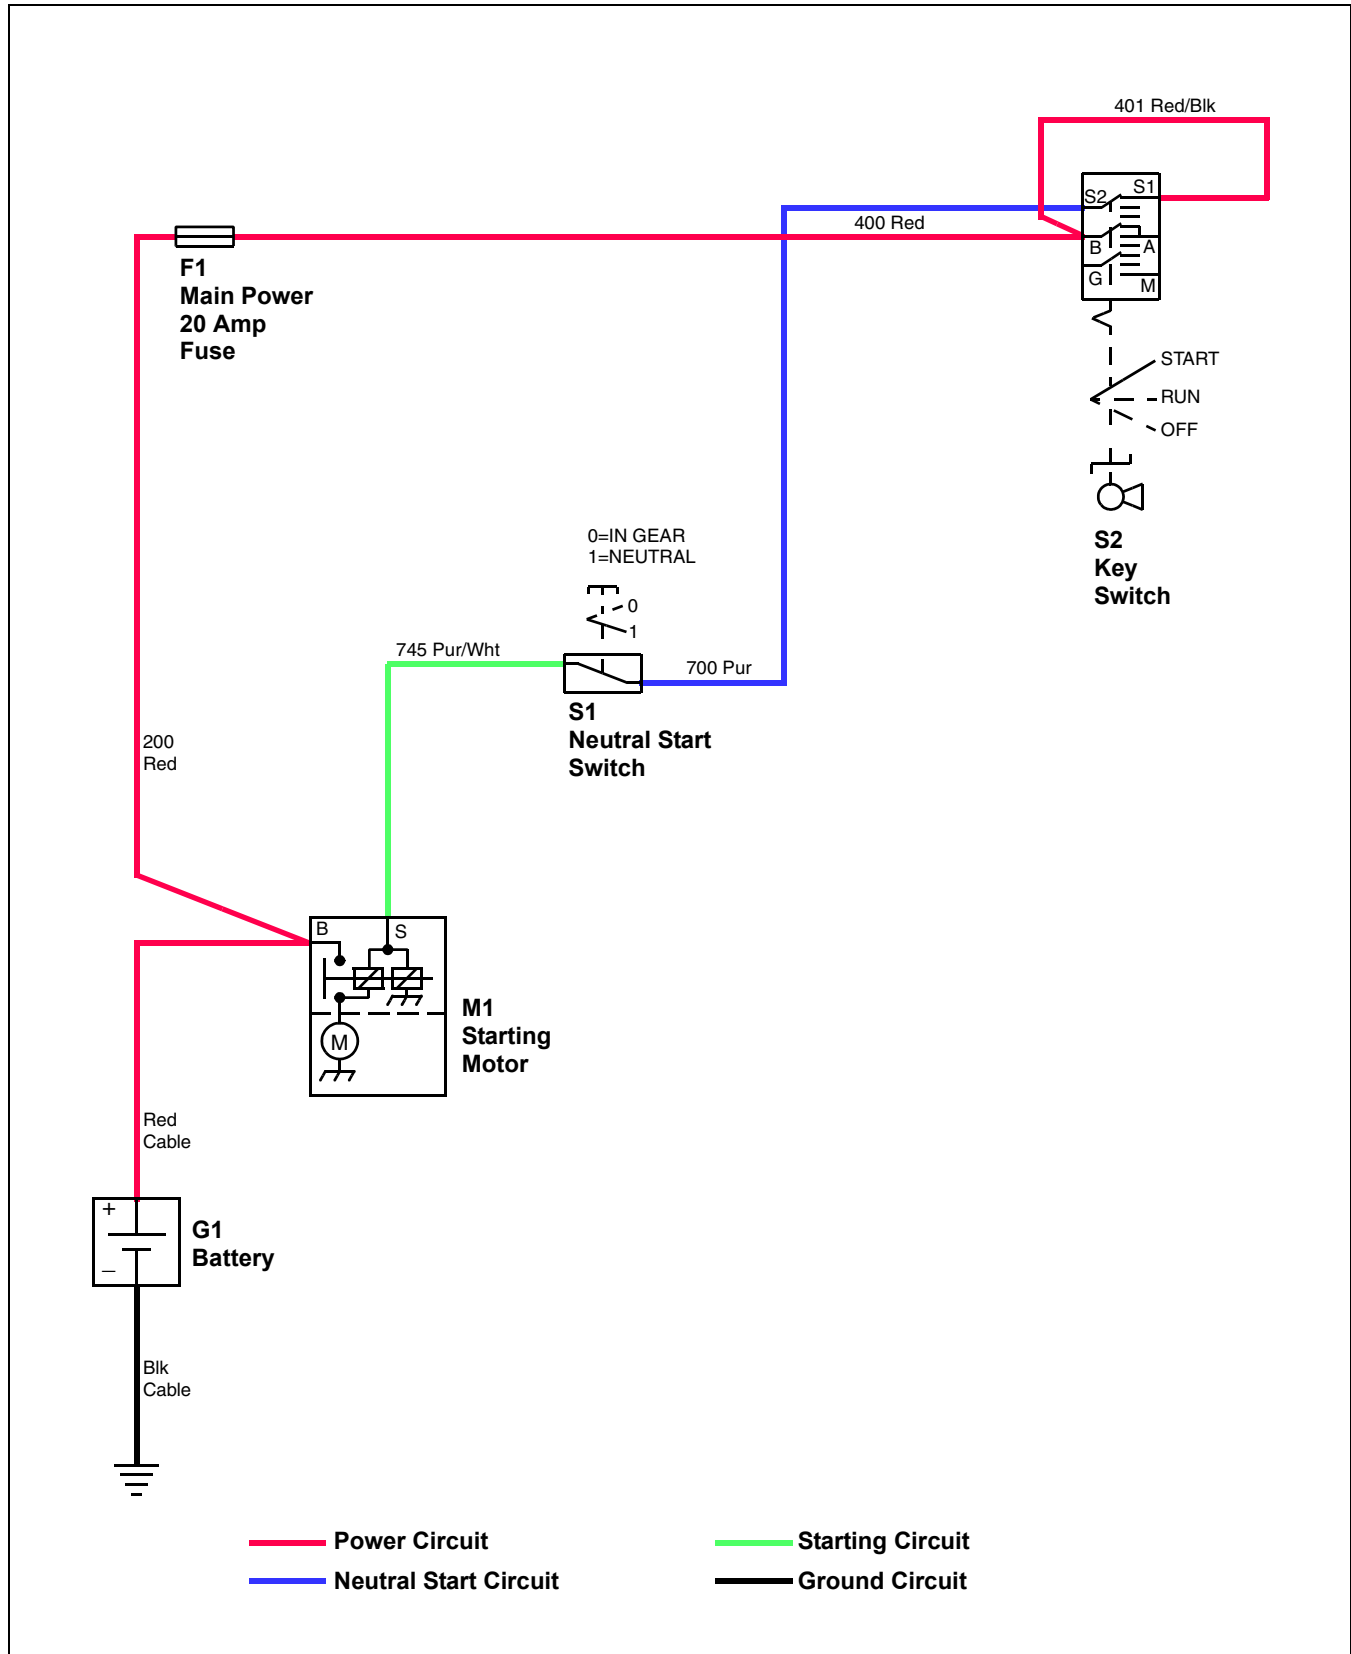 401 Red/Blk
S2
S1
400 Red
B
A
G
M
F1
Main Power
20 Amp
Fuse
START
RUN
OFF
S2
Key
Switch
0=IN GEAR
1=NEUTRAL
0
1
745 Pur/Wht
700 Pur
S1
Neutral Start
Switch
200
Red
B
S
M
M1
Starting
Motor
Red
Cable
+
–
G1
Battery
Blk
Cable
Power Circuit
Starting Circuit
Neutral Start Circuit
Ground Circuit